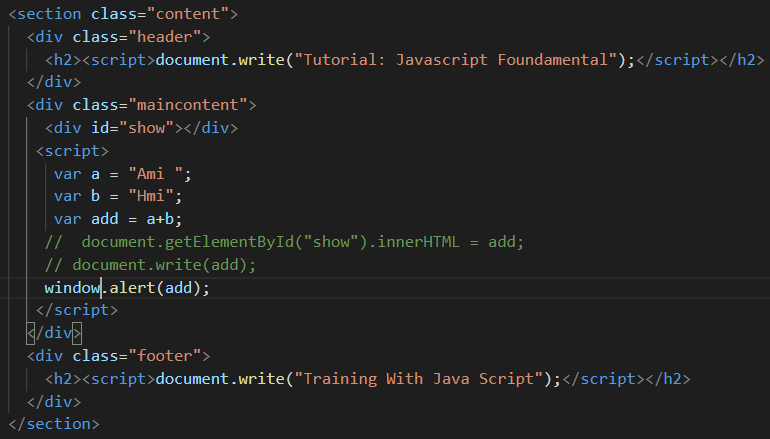 <section class="content">
<div class="header">
<h2><script>document.write("Tutorial: Javascript Foundamental");</script></h2>
</div>
<div class="maincontent">
<div id="show"></div>
<script>
var a = "Ami ";
var b = "Hmi";
var add = a+b;
//  document.getElementById("show").innerHTML = add;
// document.write(add);
window.alert(add);
</script>
</div>
<div class="footer">
<h2><script>document.write("Training With Java Script");</script></h2>
</div>
</section>